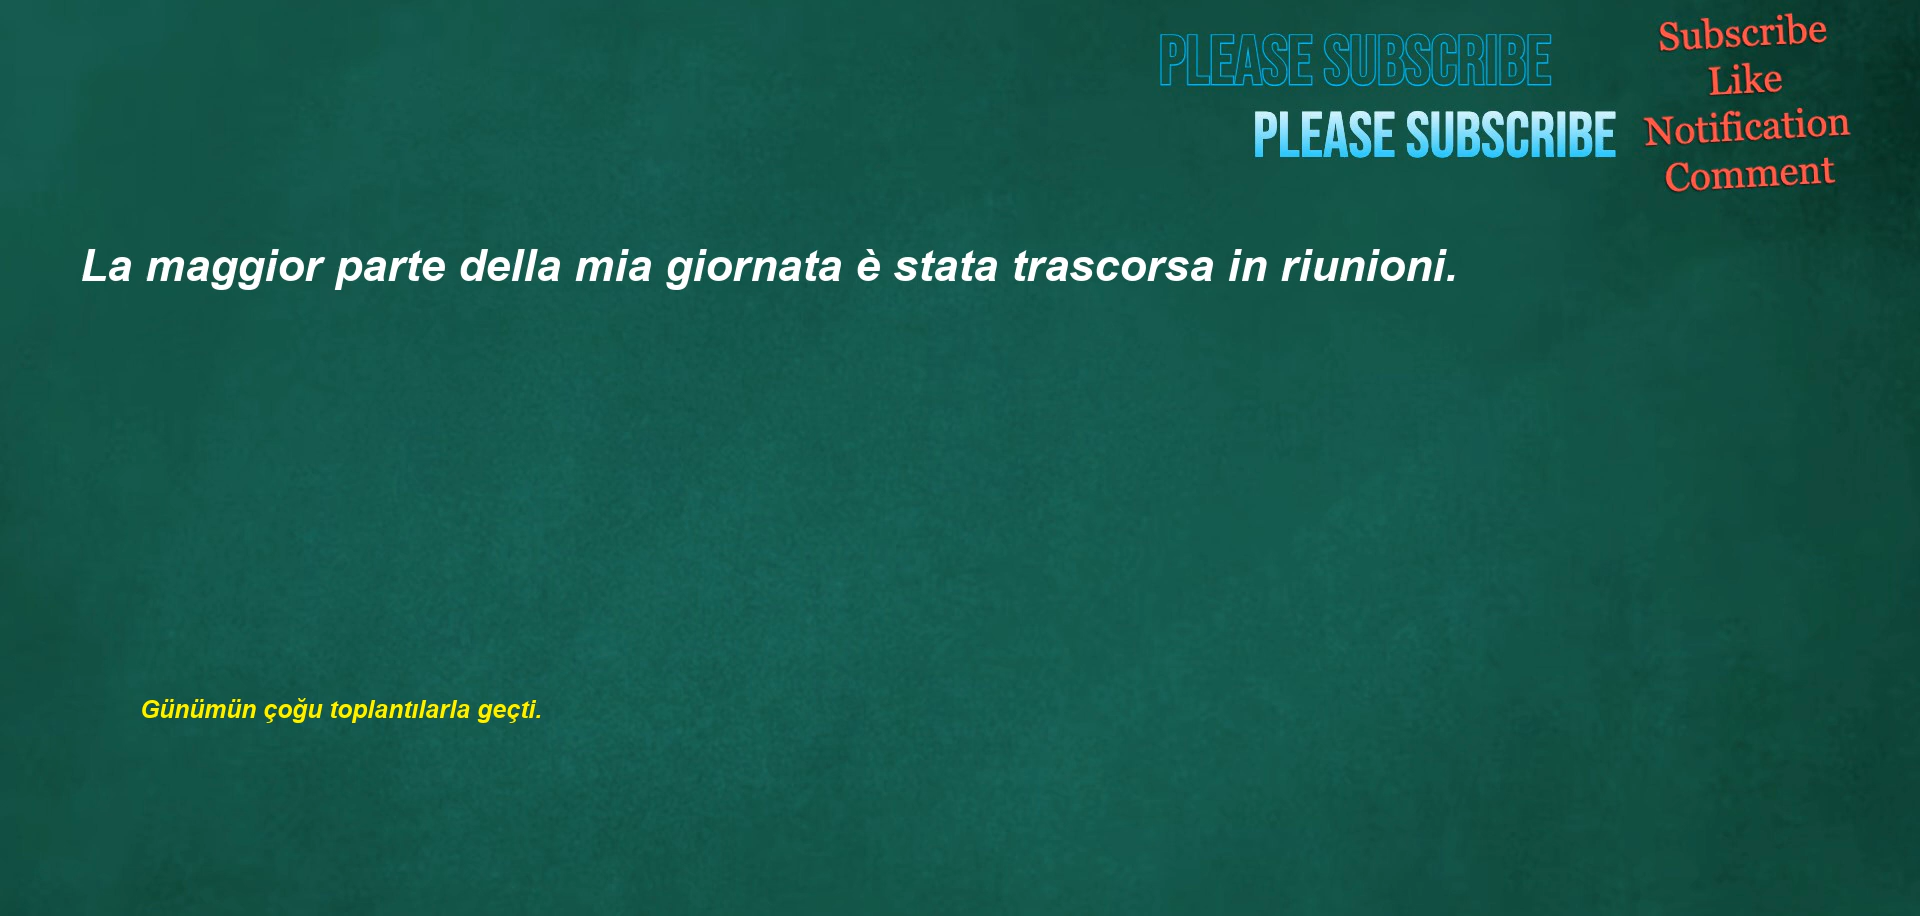 PLEASE SUBSCRIBE
PLEASE SUBSCRIBE
Subscribe
Like
Notification
Comment
La maggior parte della mia giornata è stata trascorsa in riunioni.
Günümün çoğu toplantılarla geçti.